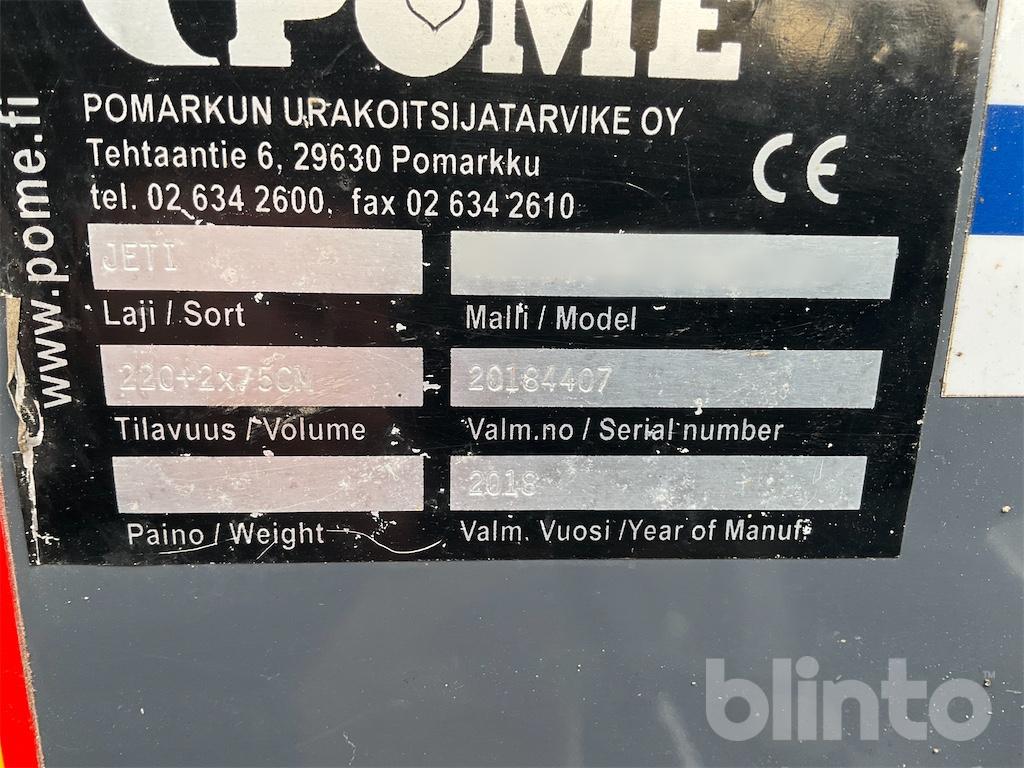 POME
POMARKUN URAKOITSIJATARVIKE OY
Tehtaantie 6, 29630 Pomarkku
tel. 02 634 2600, fax 02 634 2610
CE
www.pome.fi
JETI
Laji / Sort
Malli / Model
220+2x75CM
20184407
Tilavuus / Volume
Valm.no / Serial number
2018
Paino / Weight
Valm. Vuosi /Year of Manuf.
blinto™